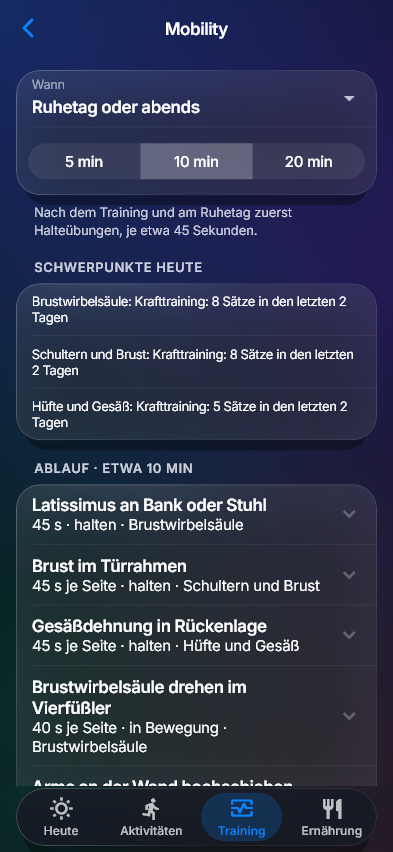 Mobility
Wann
Ruhetag oder abends
5 min
10 min
20 min
Nach dem Training und am Ruhetag zuerst
Halteübungen, je etwa 45 Sekunden.
SCHWERPUNKTE HEUTE
Brustwirbelsäule: Krafttraining: 8 Sätze in den letzten 2
Tagen
Schultern und Brust: Krafttraining: 8 Sätze in den letzten
2 Tagen
Hüfte und Gesäß: Krafttraining: 5 Sätze in den letzten 2
Tagen
ABLAUF · ETWA 10 MIN
Latissimus an Bank oder Stuhl
45 s · halten · Brustwirbelsäule
Brust im Türrahmen
45 s je Seite · halten · Schultern und Brust
Gesäßdehnung in Rückenlage
45 s je Seite · halten · Hüfte und Gesäß
Brustwirbelsäule drehen im
Vierfüßler
40 s je Seite · in Bewegung ·
Brustwirbelsäule
Arme an der Wand hochschieben
Heute
Aktivitäten
Training
Ernährung